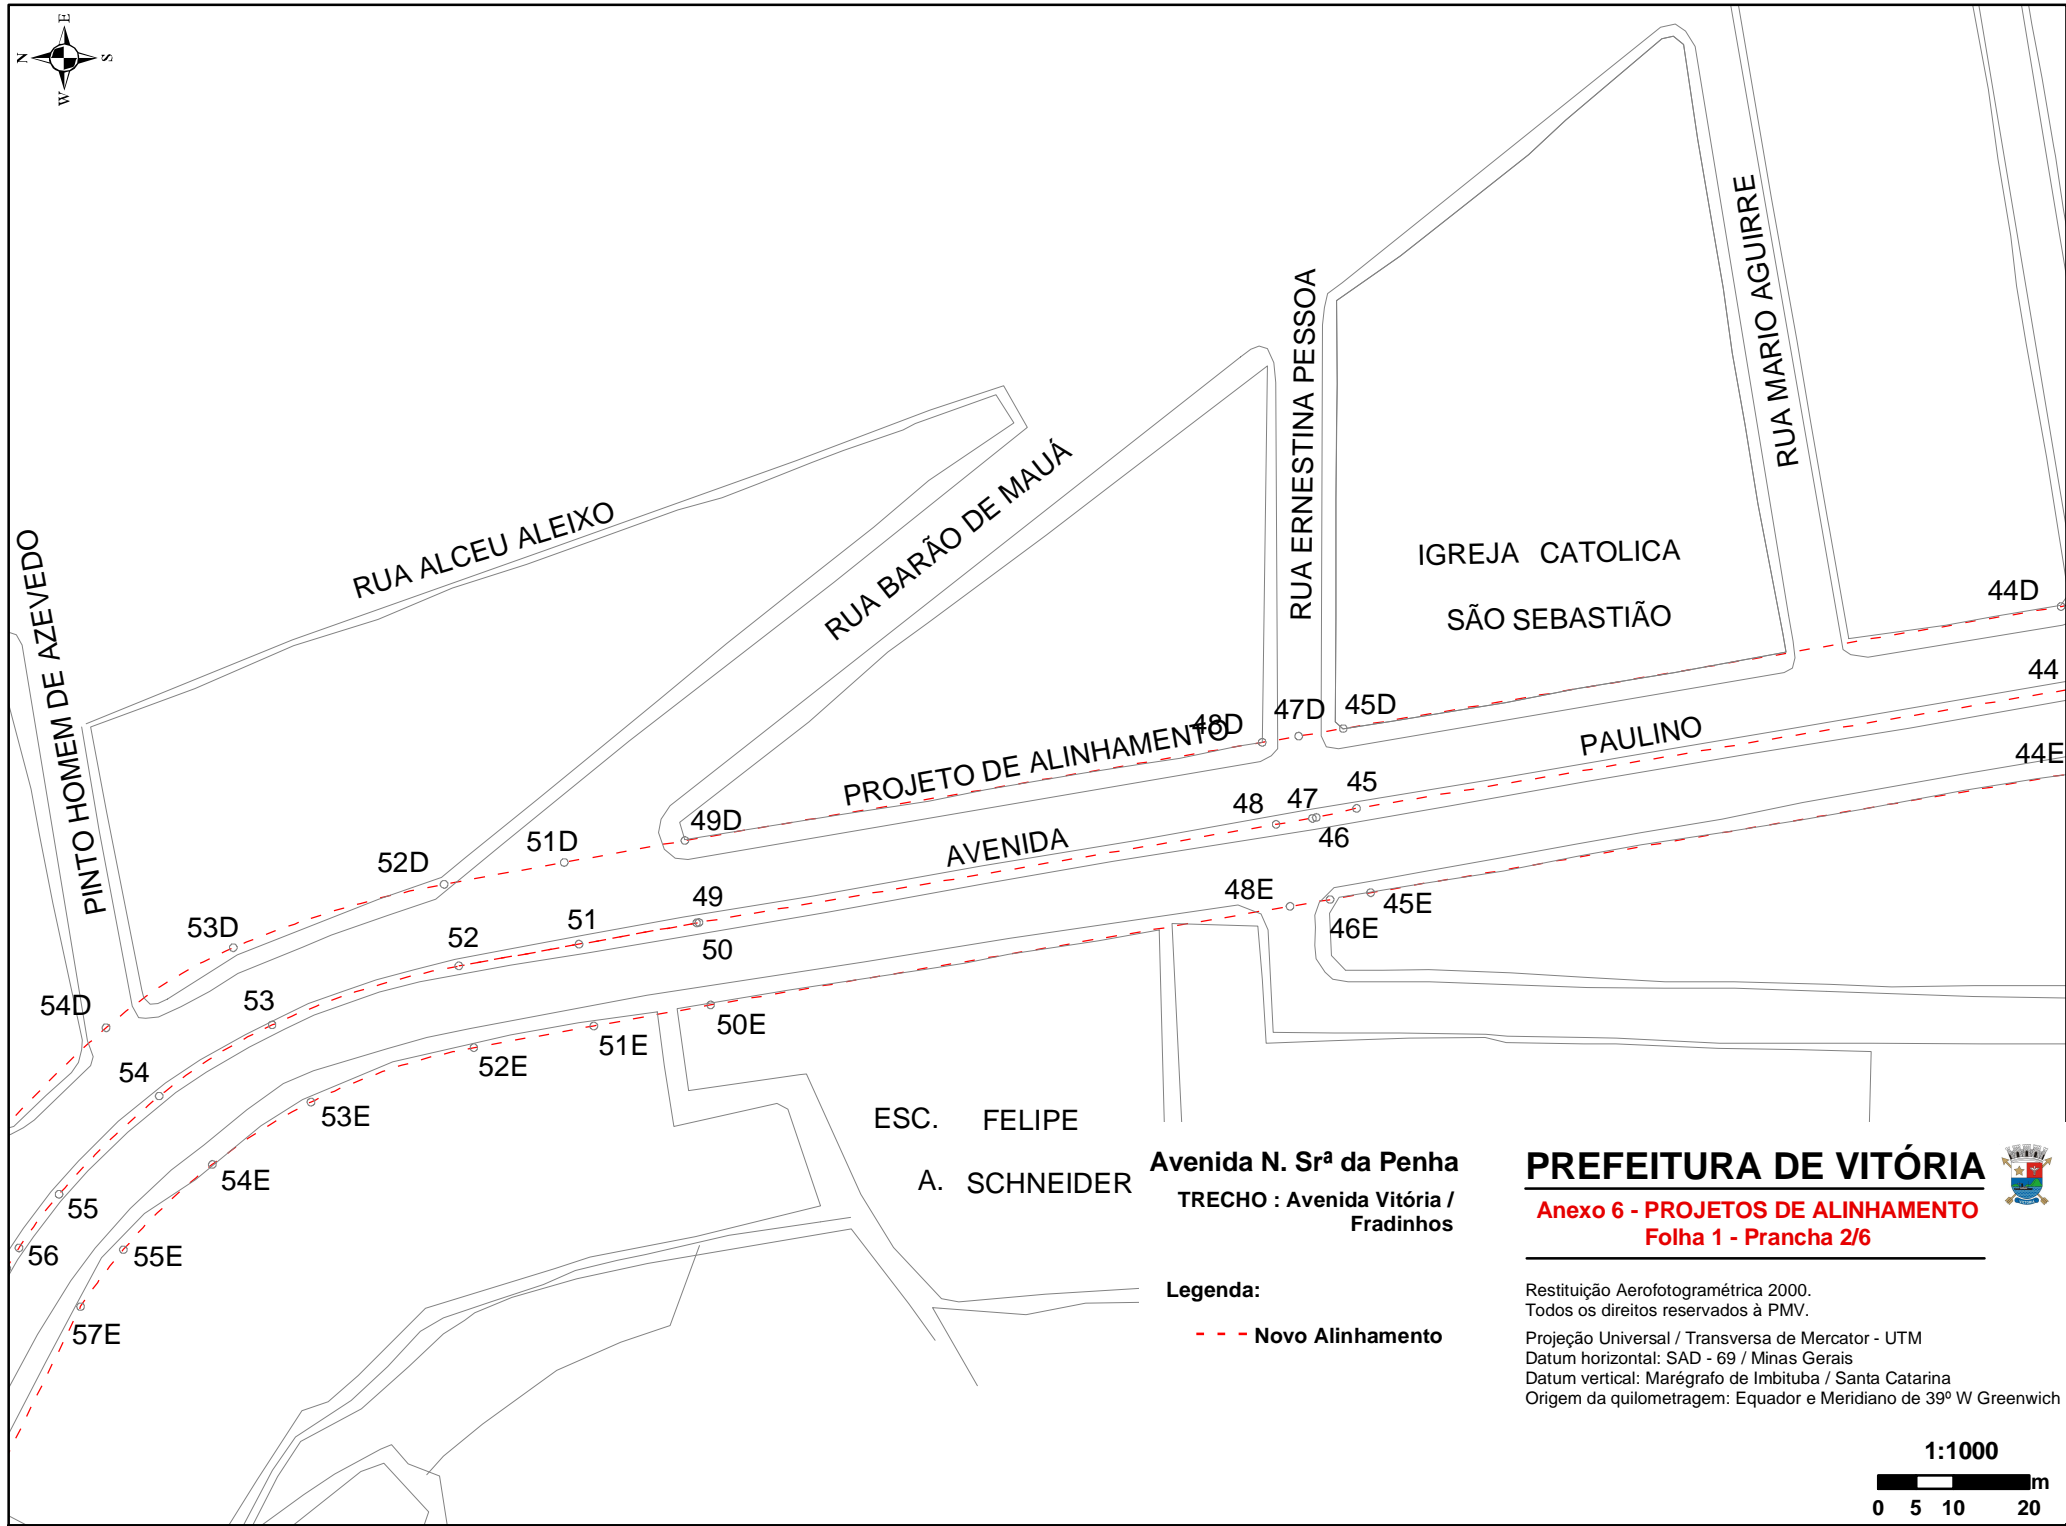 E
N
S
W
RUA MARIO AGUIRRE
RUA ERNESTINA PESSOA
RUA BARÃO DE MAUÁ
RUA ALCEU ALEIXO
PINTO HOMEM DE AZEVEDO
IGREJA CATOLICA
SÃO SEBASTIÃO
44D
44
44E
45D
47D
48D
PROJETO DE ALINHAMENTO
PAULINO
AVENIDA
49D
51D
52D
53D
54D
45
47
46
48
49
50
51
52
53
54
55
56
45E
46E
48E
50E
51E
52E
53E
54E
55E
57E
ESC. FELIPE
A. SCHNEIDER
Avenida N. Srª da Penha
TRECHO : Avenida Vitória /
Fradinhos
Legenda:
Novo Alinhamento
PREFEITURA DE VITÓRIA
Anexo 6 - PROJETOS DE ALINHAMENTO
Folha 1 - Prancha 2/6
Restituição Aerofotogramétrica 2000.
Todos os direitos reservados à PMV.
Projeção Universal / Transversa de Mercator - UTM
Datum horizontal: SAD - 69 / Minas Gerais
Datum vertical: Marégrafo de Imbituba / Santa Catarina
Origem da quilometragem: Equador e Meridiano de 39º W Greenwich
1:1000
m
0 5 10 20